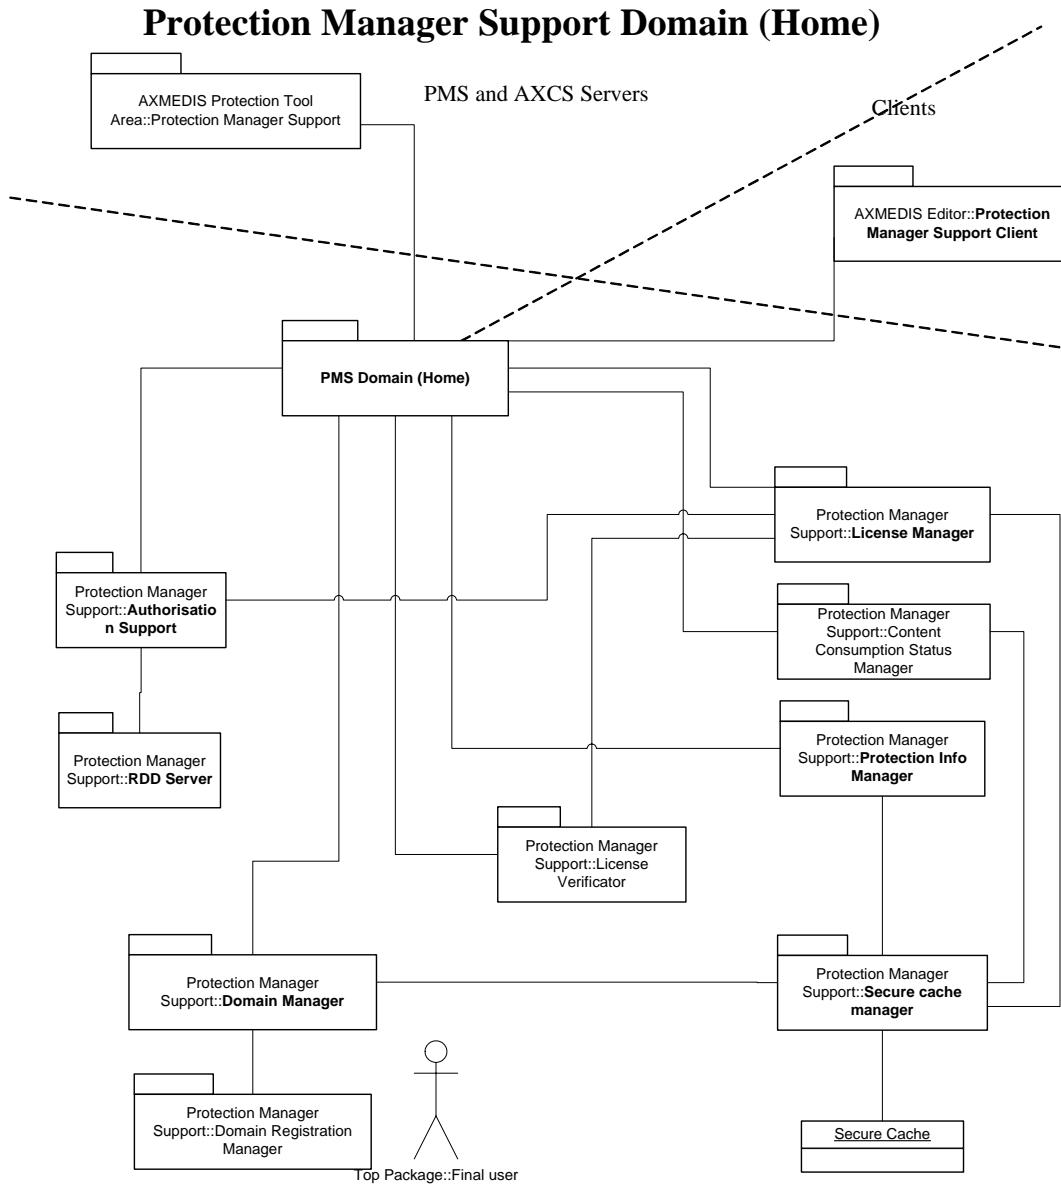 Protection Manager Support Domain (Home)
AXMEDIS Protection Tool
Area::Protection Manager Support
PMS and AXCS Servers
Clients
AXMEDIS Editor::Protection
Manager Support Client
PMS Domain (Home)
Protection Manager
Support::License Manager
Protection Manager
Support::Authorisatio
n Support
Protection Manager
Support::Content
Consumption Status
Manager
Protection Manager
Support::RDD Server
Protection Manager
Support::Protection Info
Manager
Protection Manager
Support::License
Verificator
Protection Manager
Support::Domain Manager
Protection Manager
Support::Secure cache
manager
Protection Manager
Support::Domain Registration
Manager
Top Package::Final user
Secure Cache